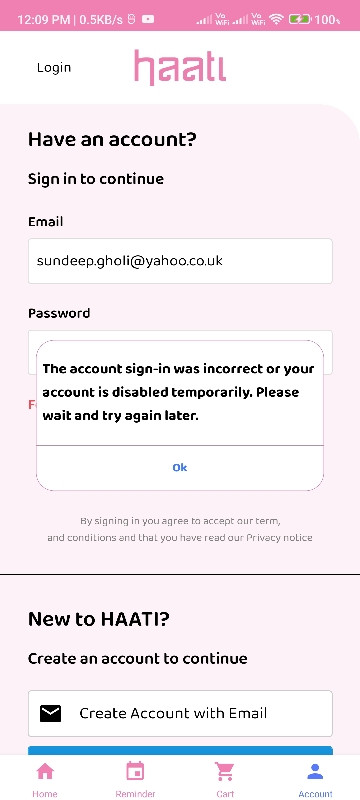 12:09 PM | 0.5KB/s
Vo WiFi Vo WiFi 100%
Login
haati
Have an account?
Sign in to continue
Email
sundeep.gholi@yahoo.co.uk
Password
The account sign-in was incorrect or your
account is disabled temporarily. Please
wait and try again later.
Ok
By signing in you agree to accept our term,
and conditions and that you have read our Privacy notice
New to HAATI?
Create an account to continue
Create Account with Email
Home
Reminder
Cart
Account